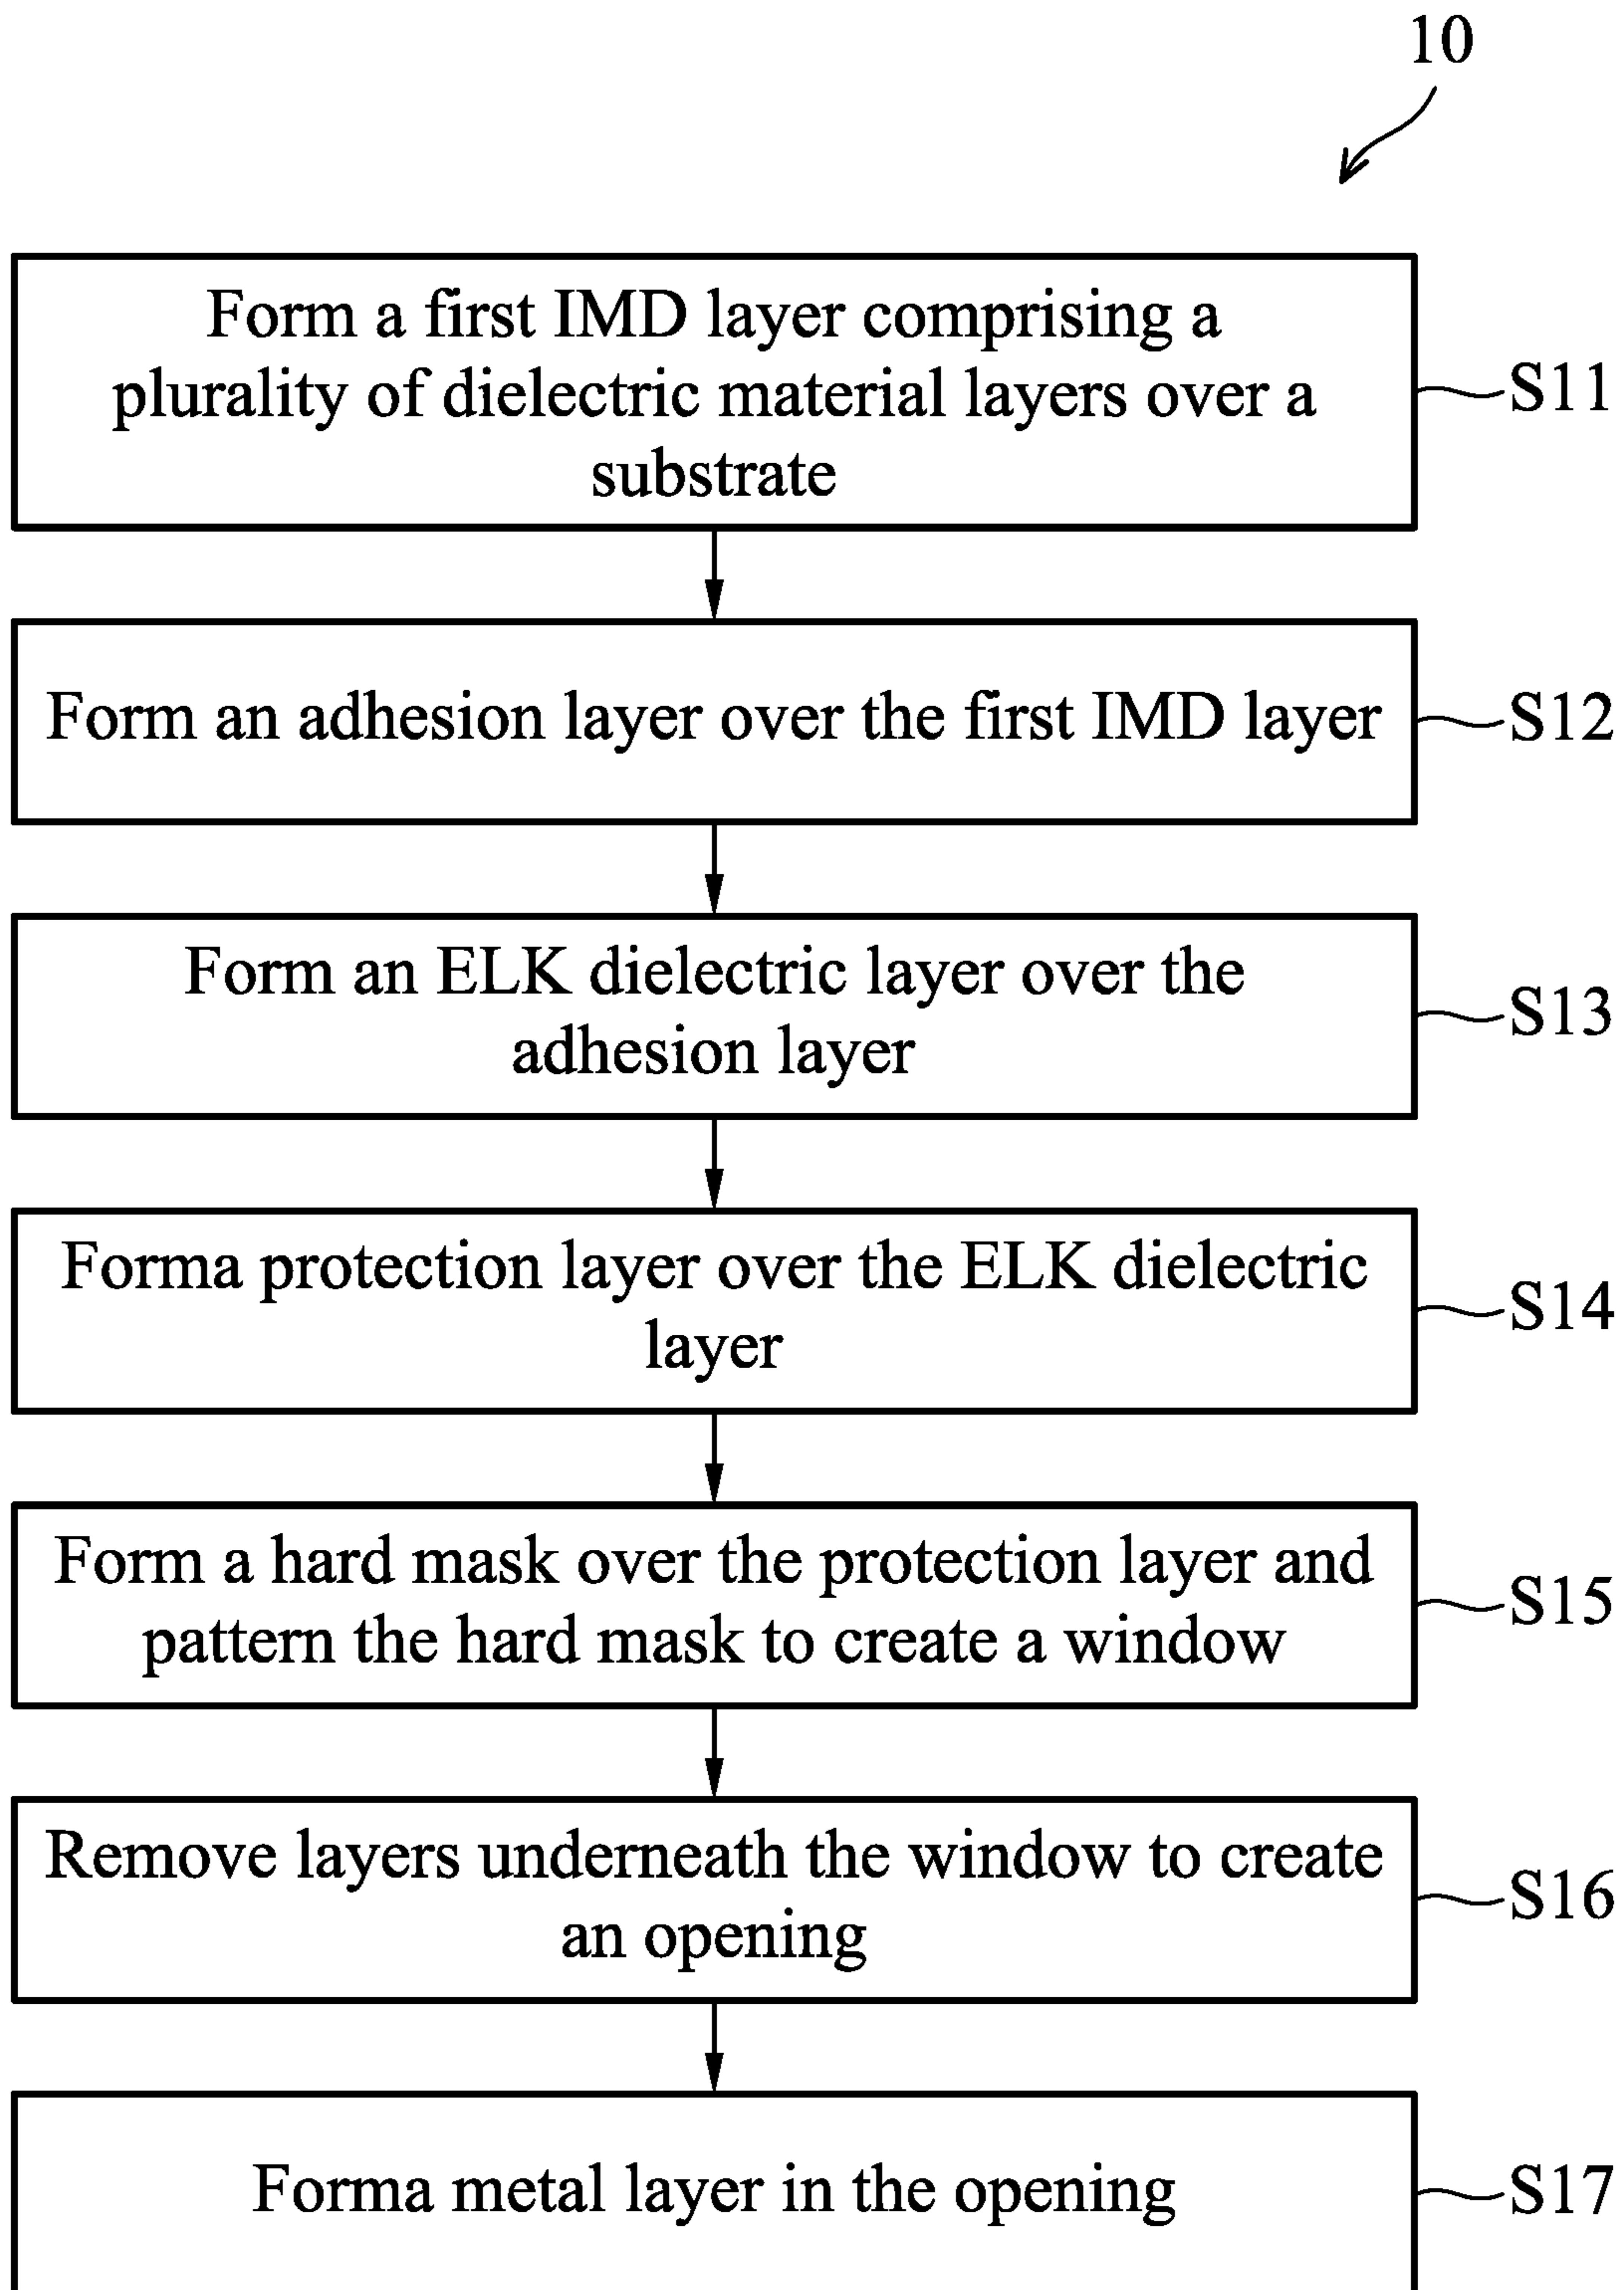 10
Form a first IMD layer comprising a
plurality of dielectric material layers over a
substrate
S11
Form an adhesion layer over the first IMD layer
S12
Form an ELK dielectric layer over the
adhesion layer
S13
Forma protection layer over the ELK dielectric
layer
S14
Form a hard mask over the protection layer and
pattern the hard mask to create a window
S15
Remove layers underneath the window to create
an opening
S16
Forma metal layer in the opening
S17